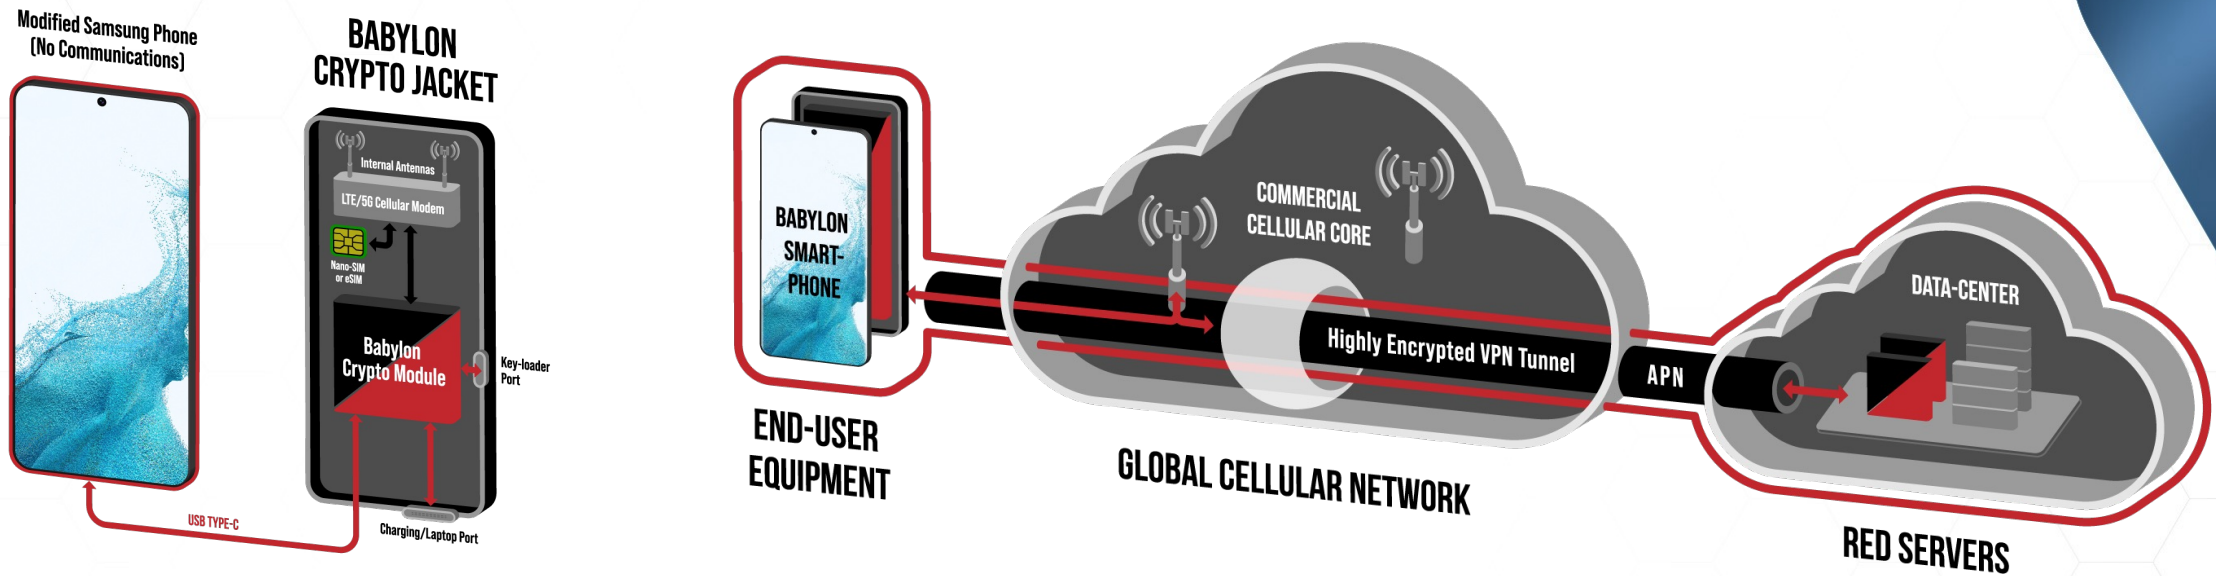 Modified Samsung Phone
(No Communications)
BABYLON
CRYPTO JACKET
Internal Antennas
LTE/5G Cellular Modem
Nano-SIM
or eSIM
Babylon
Crypto Module
Key-loader
Port
USB TYPE-C
Charging/Laptop Port
BABYLON
SMART-
PHONE
END-USER
EQUIPMENT
COMMERCIAL
CELLULAR CORE
Highly Encrypted VPN Tunnel
GLOBAL CELLULAR NETWORK
APN
DATA-CENTER
RED SERVERS